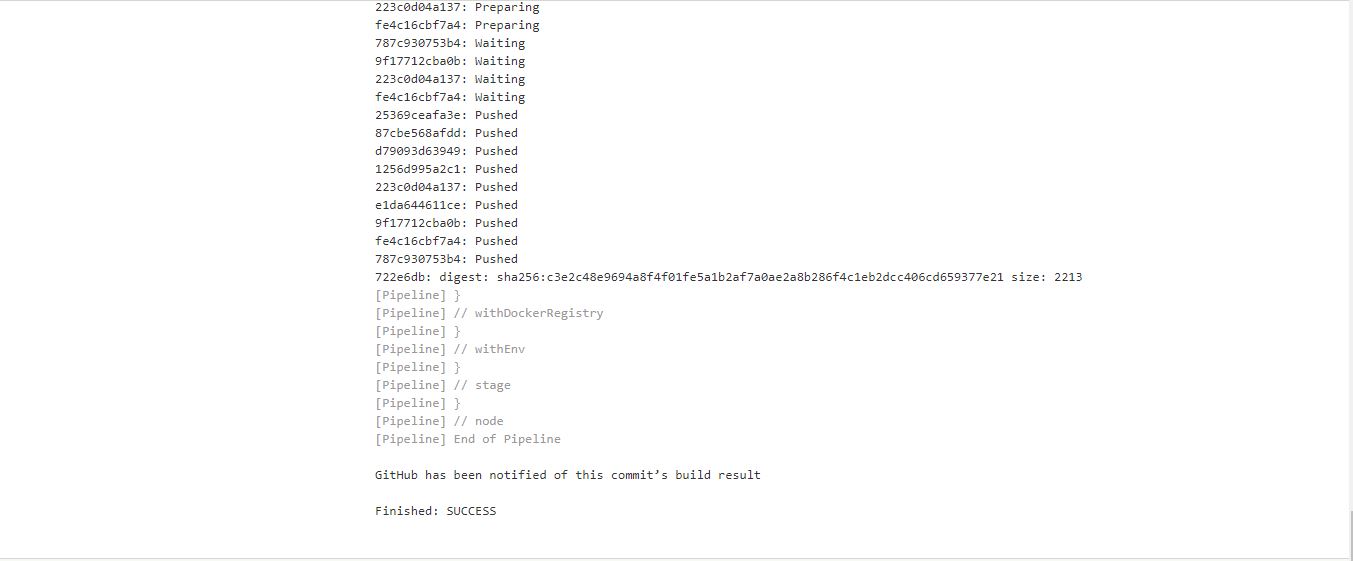 223c0d04a137: Preparing
fe4c16cbf7a4: Preparing
787c930753b4: Waiting
9f17712cba0b: Waiting
223c0d04a137: Waiting
fe4c16cbf7a4: Waiting
25369ceafa3e: Pushed
87cbe568afdd: Pushed
d79093d63949: Pushed
1256d995a2c1: Pushed
223c0d04a137: Pushed
e1da644611ce: Pushed
9f17712cba0b: Pushed
fe4c16cbf7a4: Pushed
787c930753b4: Pushed
722e6db: digest: sha256:c3e2c48e9694a8f4f01fe5a1b2af7a0ae2a8b286f4c1eb2dcc406cd659377e21 size: 2213
[Pipeline] }
[Pipeline] // withDockerRegistry
[Pipeline] }
[Pipeline] // withEnv
[Pipeline] }
[Pipeline] // stage
[Pipeline] }
[Pipeline] // node
[Pipeline] End of Pipeline
GitHub has been notified of this commit’s build result
Finished: SUCCESS